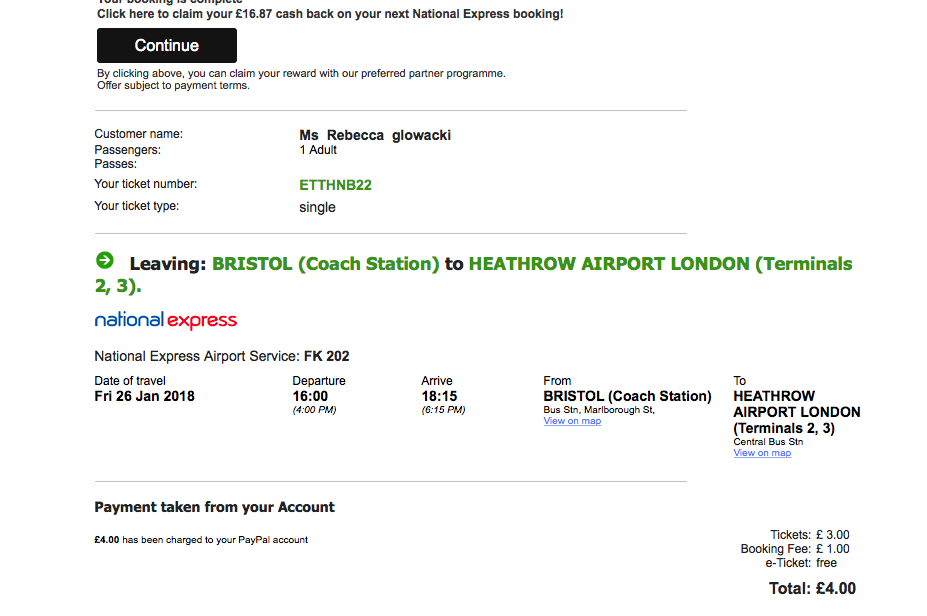 Your booking is complete
Click here to claim your £16.87 cash back on your next National Express booking!
Continue
By clicking above, you can claim your reward with our preferred partner programme.
Offer subject to payment terms.
Customer name: Ms Rebecca glowacki
Passengers: 1 Adult
Passes:
Your ticket number: ETTHNB22
Your ticket type: single
Leaving: BRISTOL (Coach Station) to HEATHROW AIRPORT LONDON (Terminals
2, 3).
national express
National Express Airport Service: FK 202
Date of travel Departure Arrive From To
Fri 26 Jan 2018 16:00 18:15 BRISTOL (Coach Station) HEATHROW
(4:00 PM) (6:15 PM) Bus Stn, Marlborough St, AIRPORT LONDON
View on map (Terminals 2, 3)
Central Bus Stn
View on map
Payment taken from your Account
£4.00 has been charged to your PayPal account
Tickets: £ 3.00
Booking Fee: £ 1.00
e-Ticket: free
Total: £4.00